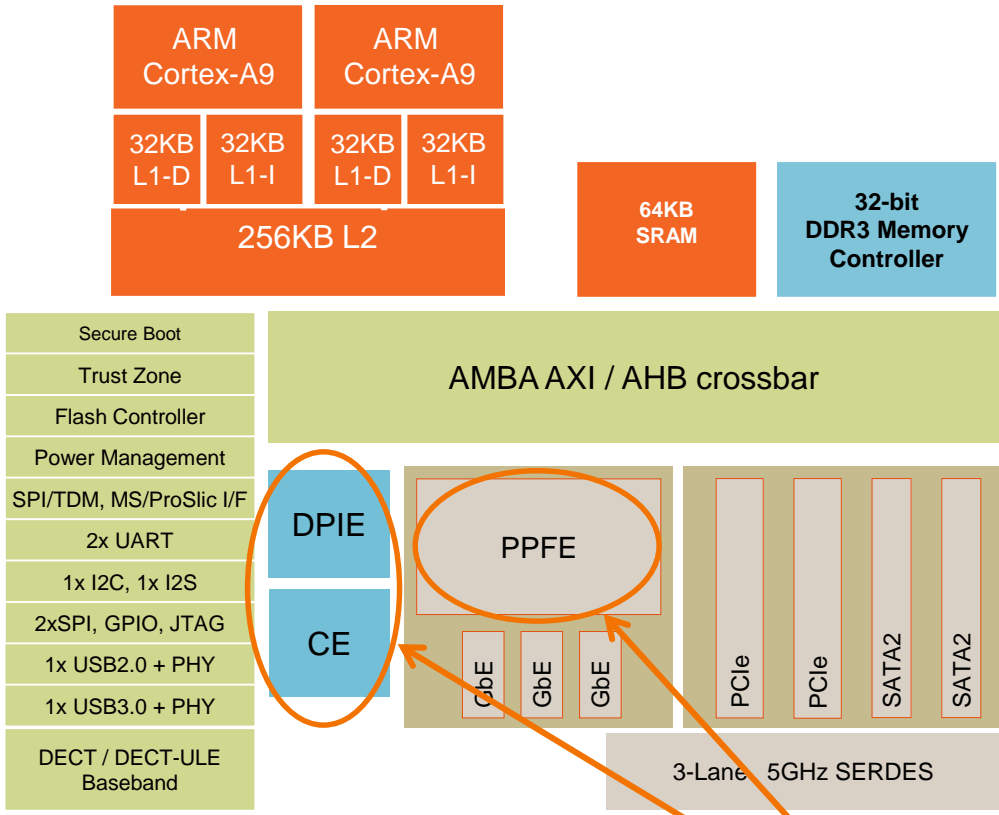 ARM
Cortex-A9
ARM
Cortex-A9
32KB
L1-D
32KB
L1-I
32KB
L1-D
32KB
L1-I
256KB L2
64KB
SRAM
32-bit
DDR3 Memory
Controller
Secure Boot
Trust Zone
Flash Controller
Power Management
SPI/TDM, MS/ProSlic I/F
2x UART
1x I2C, 1x I2S
2xSPI, GPIO, JTAG
1x USB2.0 + PHY
1x USB3.0 + PHY
DECT / DECT-ULE
Baseband
AMBA AXI / AHB crossbar
DPIE
CE
PPFE
GbE
GbE
GbE
PCIe
PCIe
SATA2
SATA2
3-Lane 5GHz SERDES